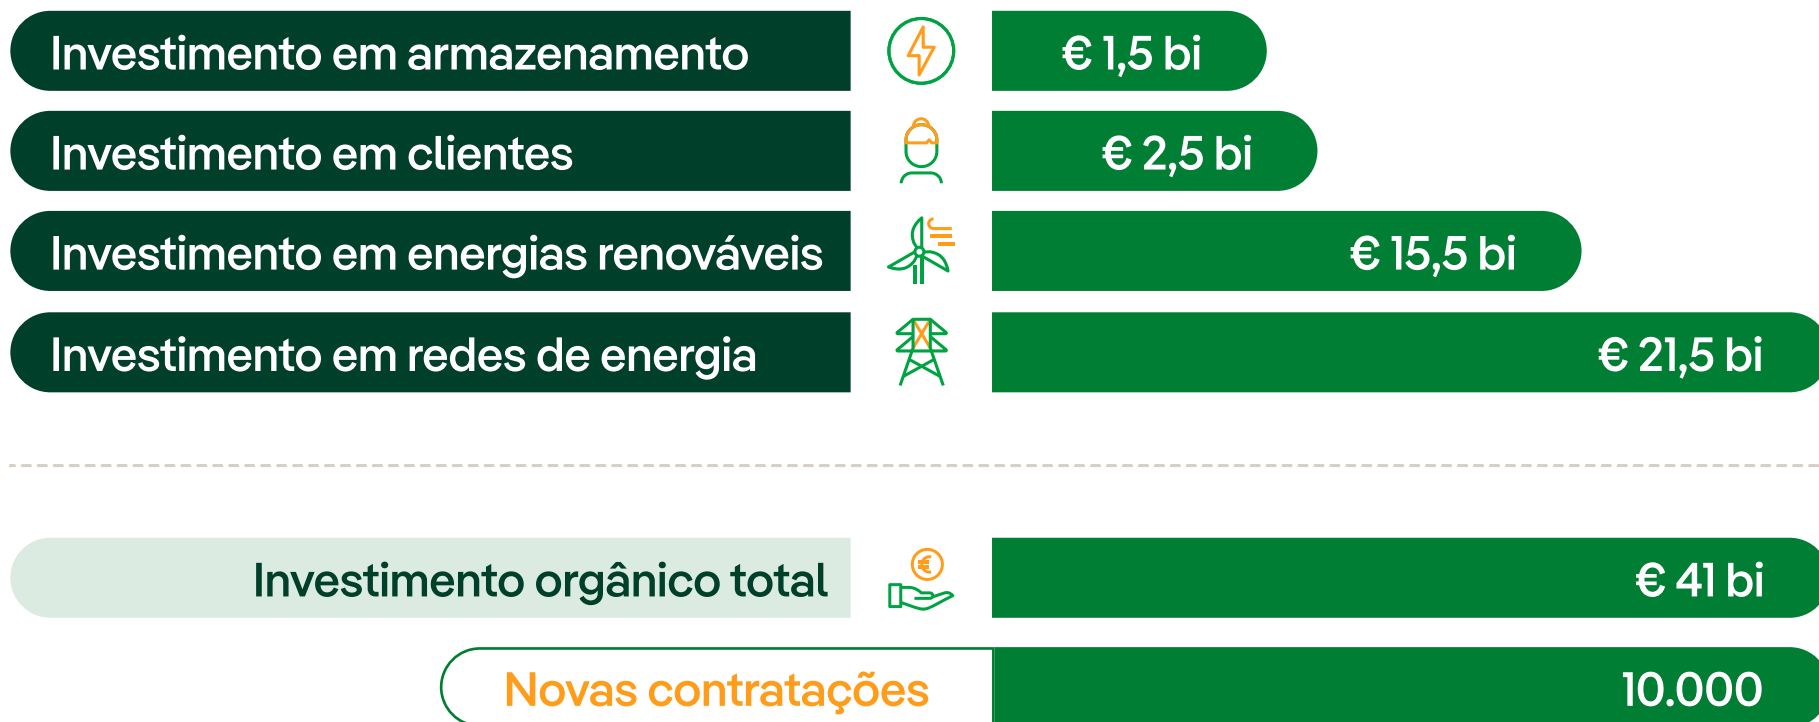 Investimento em armazenamento € 1,5 bi
Investimento em clientes € 2,5 bi
Investimento em energias renováveis € 15,5 bi
Investimento em redes de energia € 21,5 bi
Investimento orgânico total € 41 bi
Novas contratações 10.000